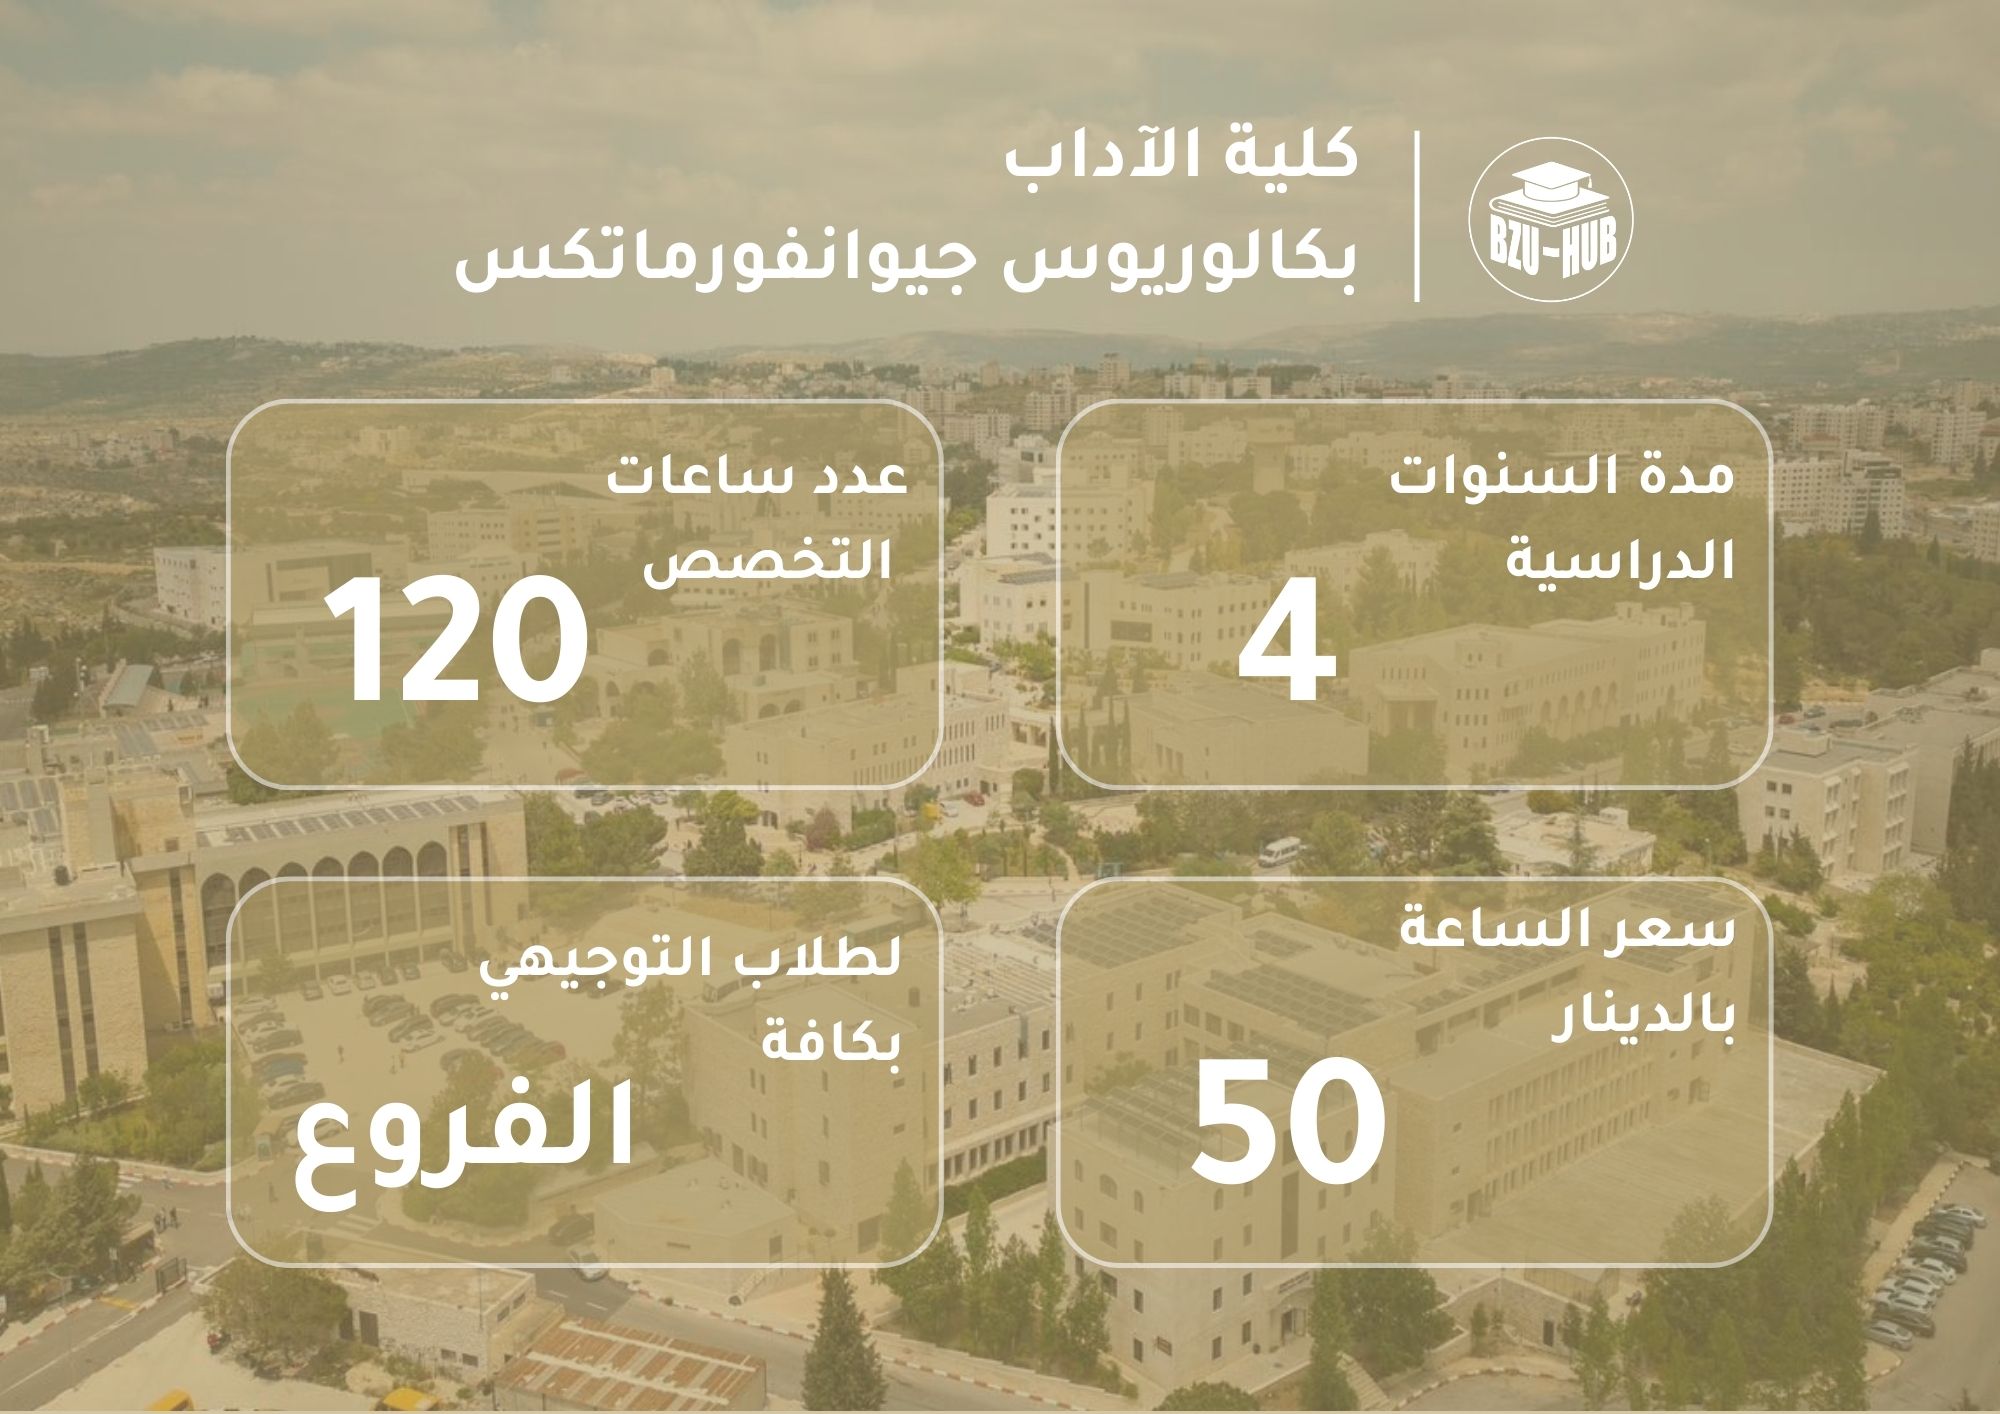 BZU-HUB
كلية الآداب
بكالوريوس جيوانفورماتكس
مدة السنوات
الدراسية
4
عدد ساعات
التخصص
120
سعر الساعة
بالدينار
50
لطلاب التوجيهي
بكافة
الفروع